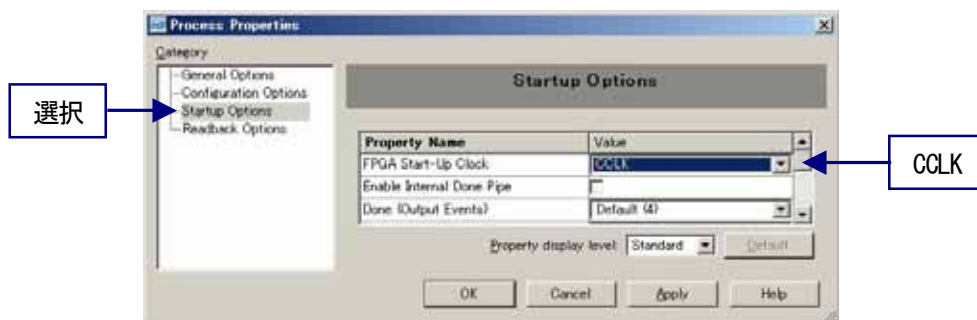 Process Properties
Category
General Options
Configuration Options
Startup Options
Readback Options
選択
Startup Options
Property Name Value
FPGA Start-Up Clock CCLK
Enable Internal Done Pipe
Done (Output Events) Default (4)
CCLK
Property display level: Standard Default
OK Cancel Apply Help